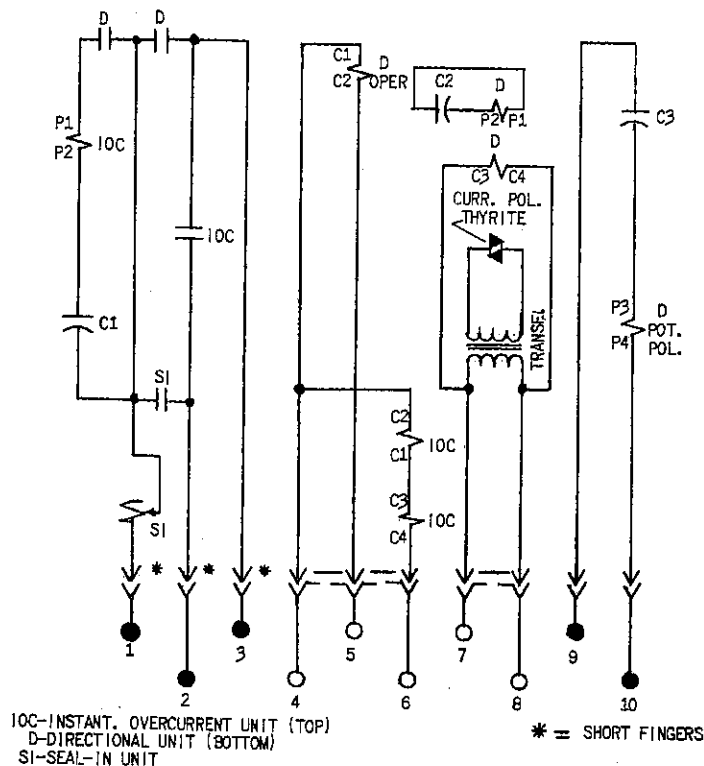 D D
C1
C2
D
OPER
C2 D
P2 P1
C3
P1
P2
IOC
D
C3 C4
CURR. POL.
THYRITE
IOC
TRANSF.
P3
P4
D
POT.
POL.
C1
SI
C2
C1
IOC
C3
C4
IOC
SI
* * *
1 3 5 7 9
2 4 6 8 10
IOC-INSTANT. OVERCURRENT UNIT (TOP)
D-DIRECTIONAL UNIT (BOTTOM)
SI-SEAL-IN UNIT
* = SHORT FINGERS